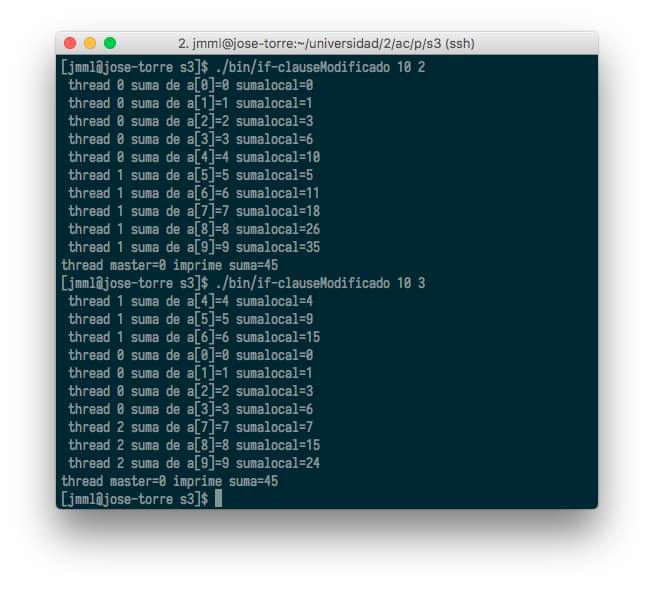 2. jmml@jose-torre:~/universidad/2/ac/p/s3 (ssh)
[jmml@jose-torre s3]$ ./bin/if-clauseModificado 10 2
thread 0 suma de a[0]=0 sumalocal=0
thread 0 suma de a[1]=1 sumalocal=1
thread 0 suma de a[2]=2 sumalocal=3
thread 0 suma de a[3]=3 sumalocal=6
thread 0 suma de a[4]=4 sumalocal=10
thread 1 suma de a[5]=5 sumalocal=5
thread 1 suma de a[6]=6 sumalocal=11
thread 1 suma de a[7]=7 sumalocal=18
thread 1 suma de a[8]=8 sumalocal=26
thread 1 suma de a[9]=9 sumalocal=35
thread master=0 imprime suma=45
[jmml@jose-torre s3]$ ./bin/if-clauseModificado 10 3
thread 1 suma de a[4]=4 sumalocal=4
thread 1 suma de a[5]=5 sumalocal=9
thread 1 suma de a[6]=6 sumalocal=15
thread 0 suma de a[0]=0 sumalocal=0
thread 0 suma de a[1]=1 sumalocal=1
thread 0 suma de a[2]=2 sumalocal=3
thread 0 suma de a[3]=3 sumalocal=6
thread 2 suma de a[7]=7 sumalocal=7
thread 2 suma de a[8]=8 sumalocal=15
thread 2 suma de a[9]=9 sumalocal=24
thread master=0 imprime suma=45
[jmml@jose-torre s3]$